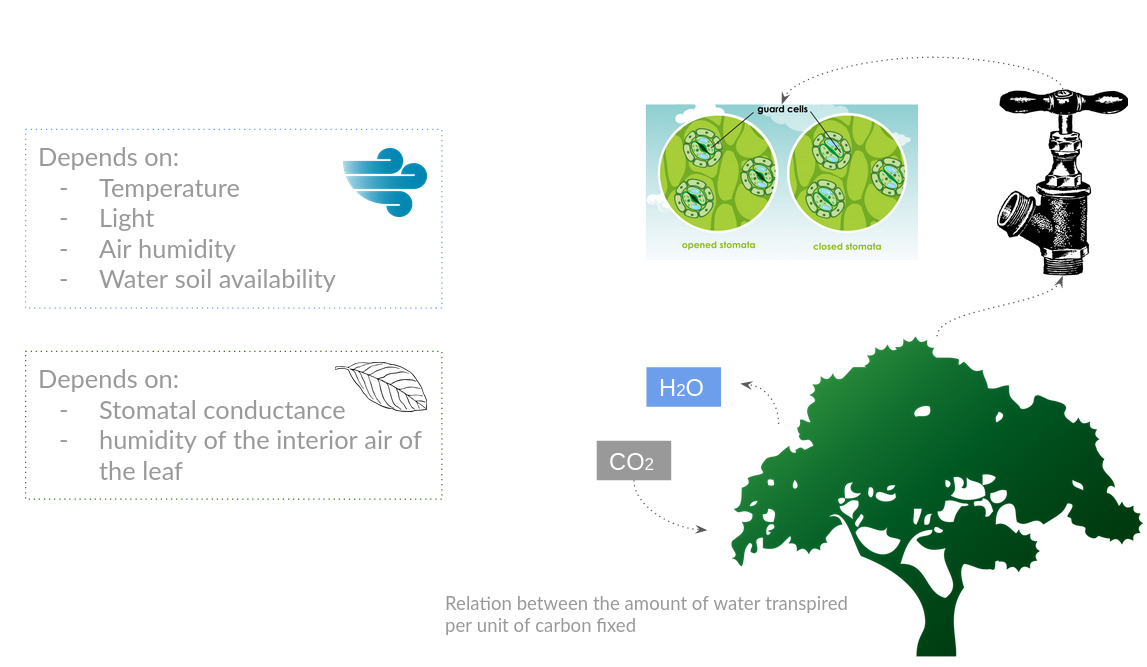 Depends on:
- Temperature
- Light
- Air humidity
- Water soil availability
Depends on:
- Stomatal conductance
- humidity of the interior air of
the leaf
guard cells
opened stomata
closed stomata
H2O
CO2
Relation between the amount of water transpired
per unit of carbon fixed